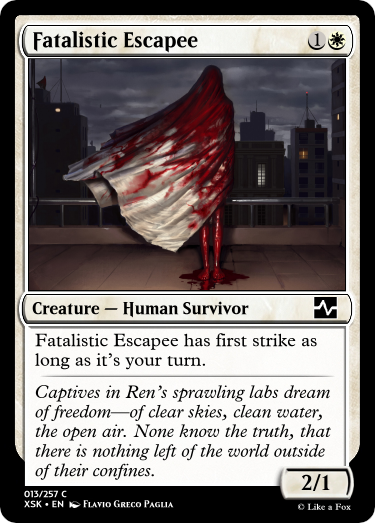 Fatalistic Escapee 1
Creature — Human Survivor
Fatalistic Escapee has first strike as
long as it's your turn.
Captives in Ren's sprawling labs dream
of freedom—of clear skies, clean water,
the open air. None know the truth, that
there is nothing left of the world outside
of their confines.
2/1
013/257 C
XSK • EN Flavio Greco Paglia
© Like a Fox